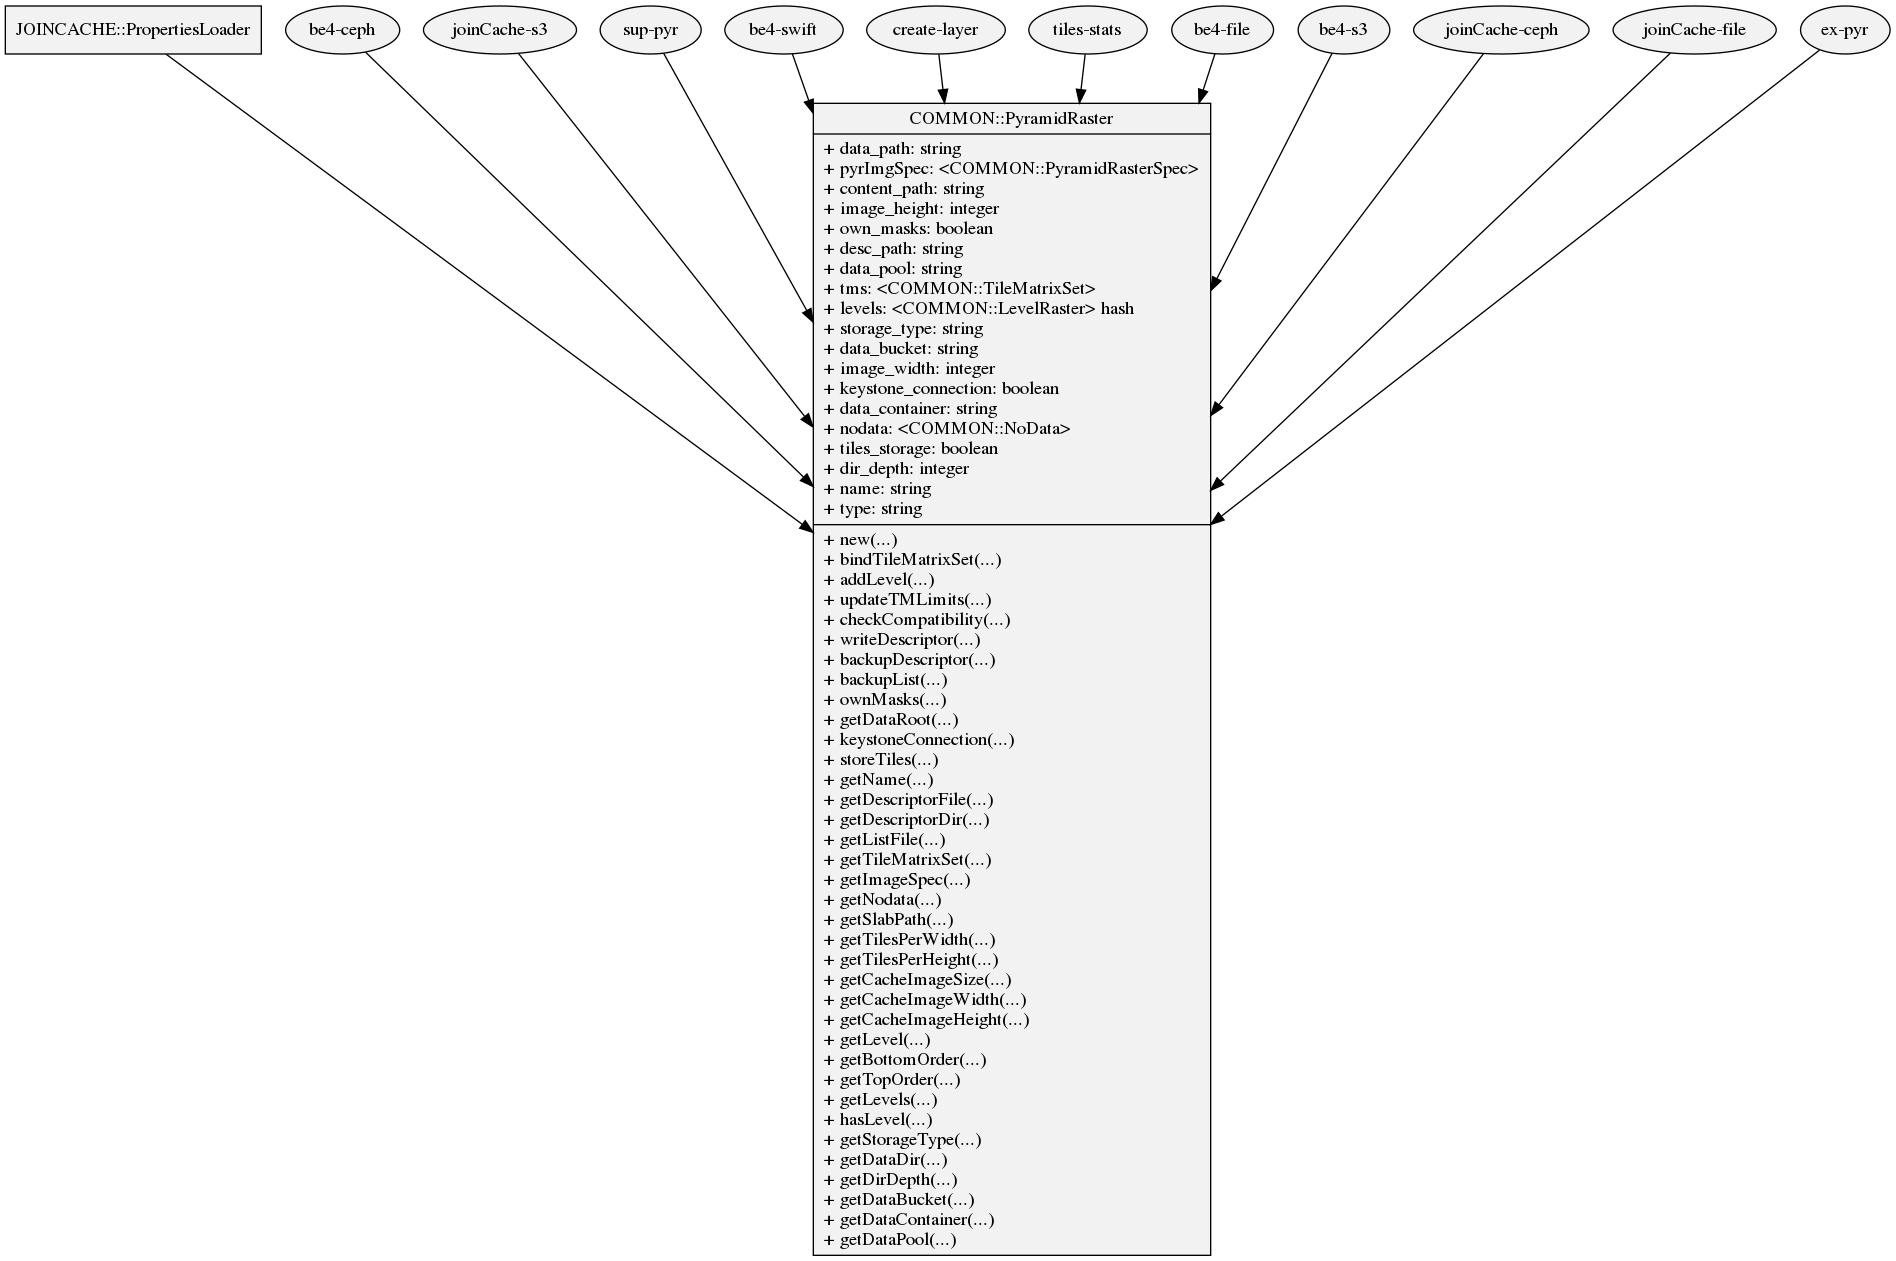 JOINCACHE::PropertiesLoader
be4-ceph
joinCache-s3
sup-pyr
be4-swift
create-layer
tiles-stats
be4-file
be4-s3
joinCache-ceph
joinCache-file
ex-pyr
COMMON::PyramidRaster
+ data_path: string
+ pyrImgSpec: <COMMON::PyramidRasterSpec>
+ content_path: string
+ image_height: integer
+ own_masks: boolean
+ desc_path: string
+ data_pool: string
+ tms: <COMMON::TileMatrixSet>
+ levels: <COMMON::LevelRaster> hash
+ storage_type: string
+ data_bucket: string
+ image_width: integer
+ keystone_connection: boolean
+ data_container: string
+ nodata: <COMMON::NoData>
+ tiles_storage: boolean
+ dir_depth: integer
+ name: string
+ type: string
+ new(...)
+ bindTileMatrixSet(...)
+ addLevel(...)
+ updateTMLimits(...)
+ checkCompatibility(...)
+ writeDescriptor(...)
+ backupDescriptor(...)
+ backupList(...)
+ ownMasks(...)
+ getDataRoot(...)
+ keystoneConnection(...)
+ storeTiles(...)
+ getName(...)
+ getDescriptorFile(...)
+ getDescriptorDir(...)
+ getListFile(...)
+ getTileMatrixSet(...)
+ getImageSpec(...)
+ getNodata(...)
+ getSlabPath(...)
+ getTilesPerWidth(...)
+ getTilesPerHeight(...)
+ getCacheImageSize(...)
+ getCacheImageWidth(...)
+ getCacheImageHeight(...)
+ getLevel(...)
+ getBottomOrder(...)
+ getTopOrder(...)
+ getLevels(...)
+ hasLevel(...)
+ getStorageType(...)
+ getDataDir(...)
+ getDirDepth(...)
+ getDataBucket(...)
+ getDataContainer(...)
+ getDataPool(...)